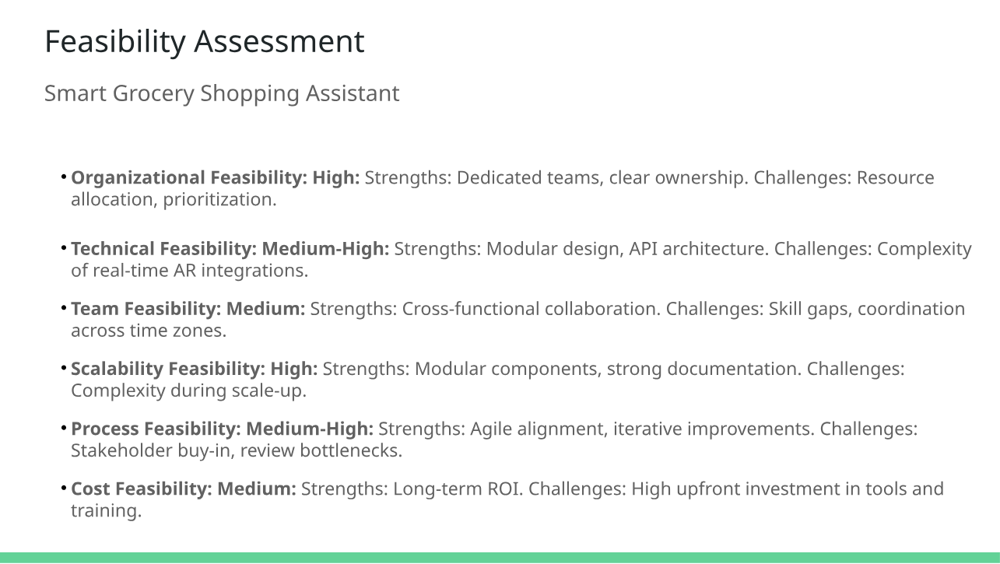 Feasibility Assessment
Smart Grocery Shopping Assistant
• Organizational Feasibility: High: Strengths: Dedicated teams, clear ownership. Challenges: Resource
allocation, prioritization.
• Technical Feasibility: Medium-High: Strengths: Modular design, API architecture. Challenges: Complexity
of real-time AR integrations.
• Team Feasibility: Medium: Strengths: Cross-functional collaboration. Challenges: Skill gaps, coordination
across time zones.
• Scalability Feasibility: High: Strengths: Modular components, strong documentation. Challenges:
Complexity during scale-up.
• Process Feasibility: Medium-High: Strengths: Agile alignment, iterative improvements. Challenges:
Stakeholder buy-in, review bottlenecks.
• Cost Feasibility: Medium: Strengths: Long-term ROI. Challenges: High upfront investment in tools and
training.